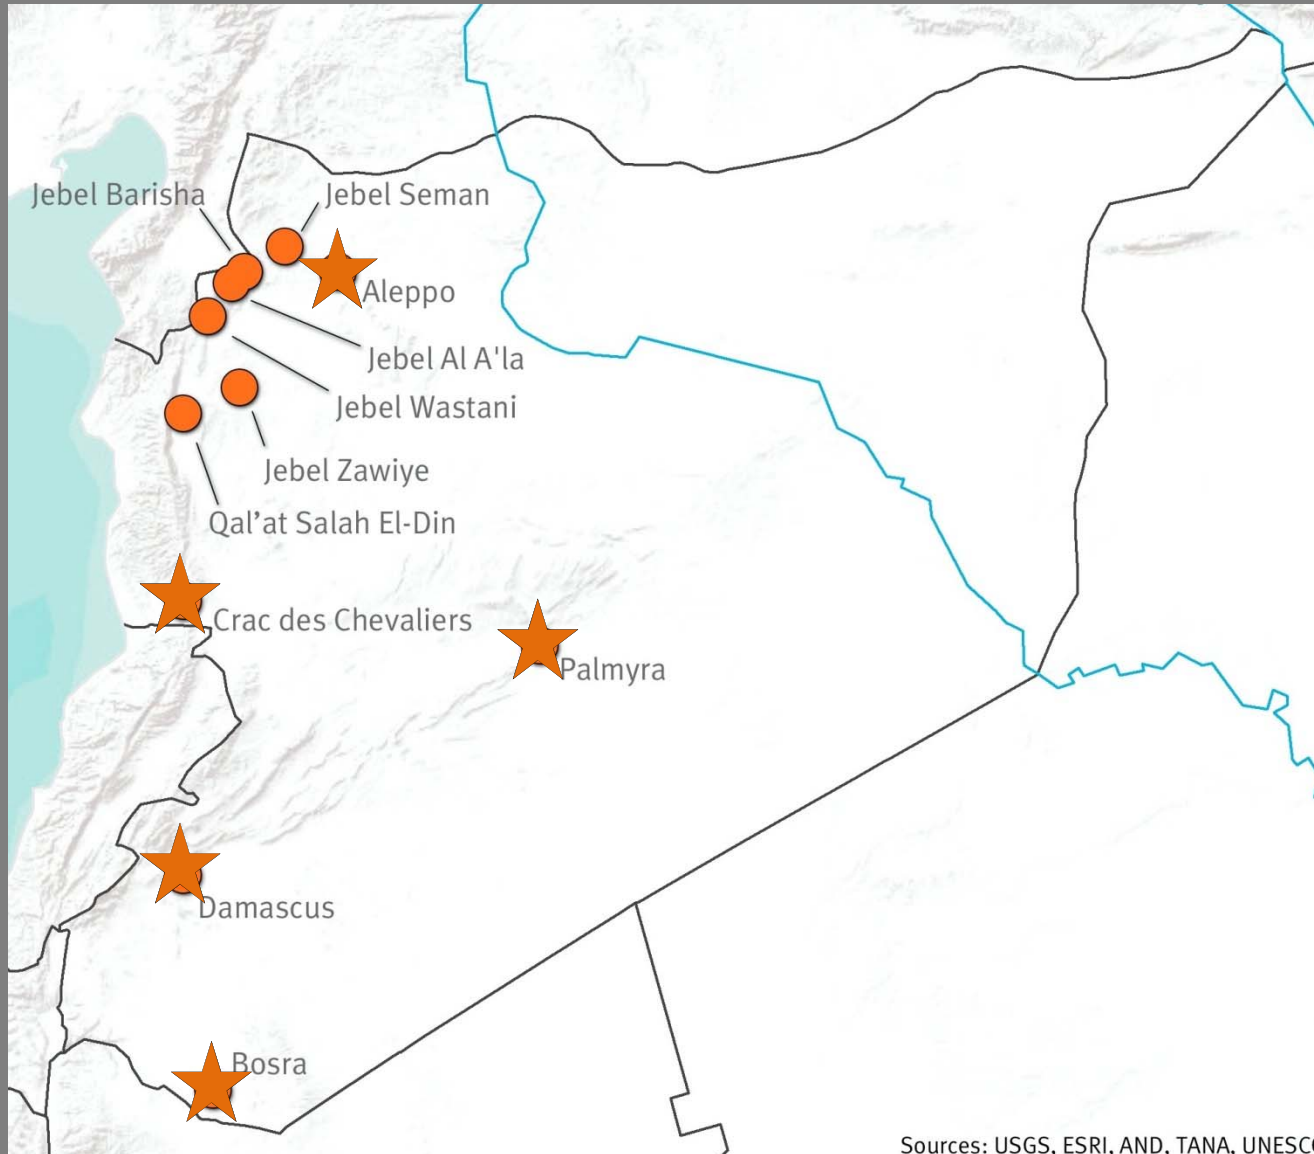 Jebel Barisha
Jebel Seman
Aleppo
Jebel Al A'la
Jebel Wastani
Jebel Zawiye
Qal’at Salah El-Din
Crac des Chevaliers
Palmyra
Damascus
Bosra
Sources: USGS, ESRI, AND, TANA, UNESCO